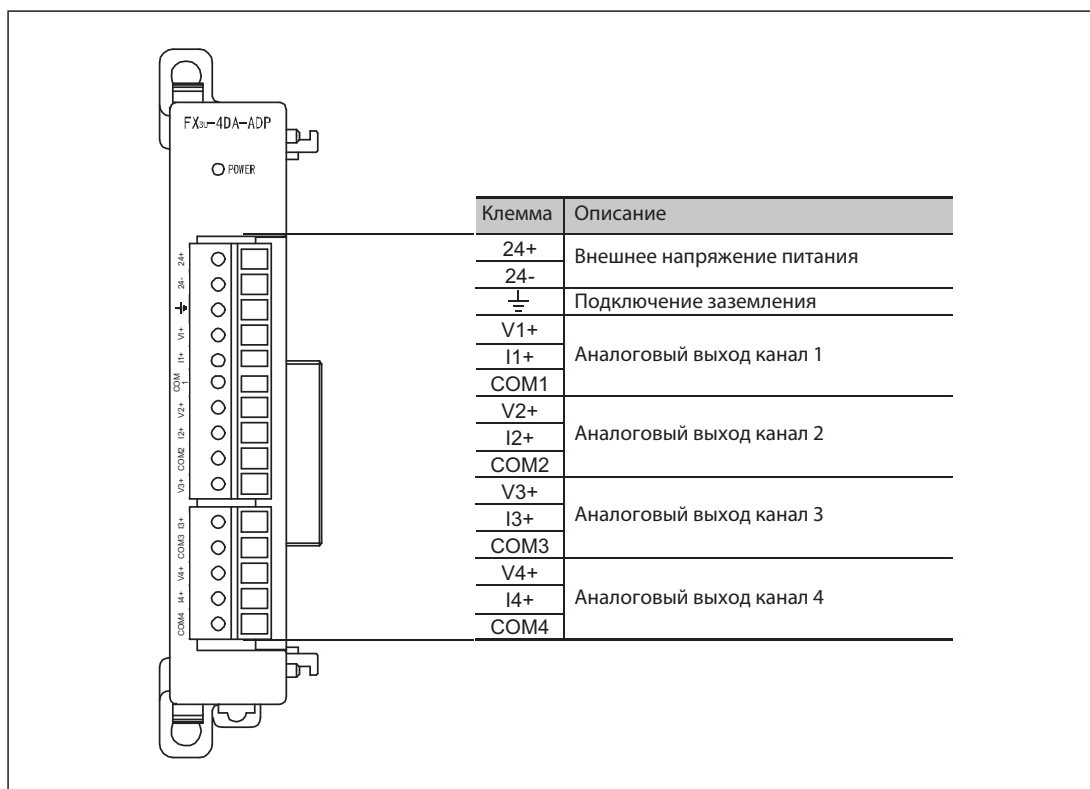 FX3U-4DA-ADP
POWER
24+
24-
V1+
I1+
COM
1
V2+
I2+
COM2
V3+
I3+
COM3
V4+
I4+
COM4
Клемма Описание
24+
24-
Внешнее напряжение питания
Подключение заземления
V1+
I1+
COM1
Аналоговый выход канал 1
V2+
I2+
COM2
Аналоговый выход канал 2
V3+
I3+
COM3
Аналоговый выход канал 3
V4+
I4+
COM4
Аналоговый выход канал 4